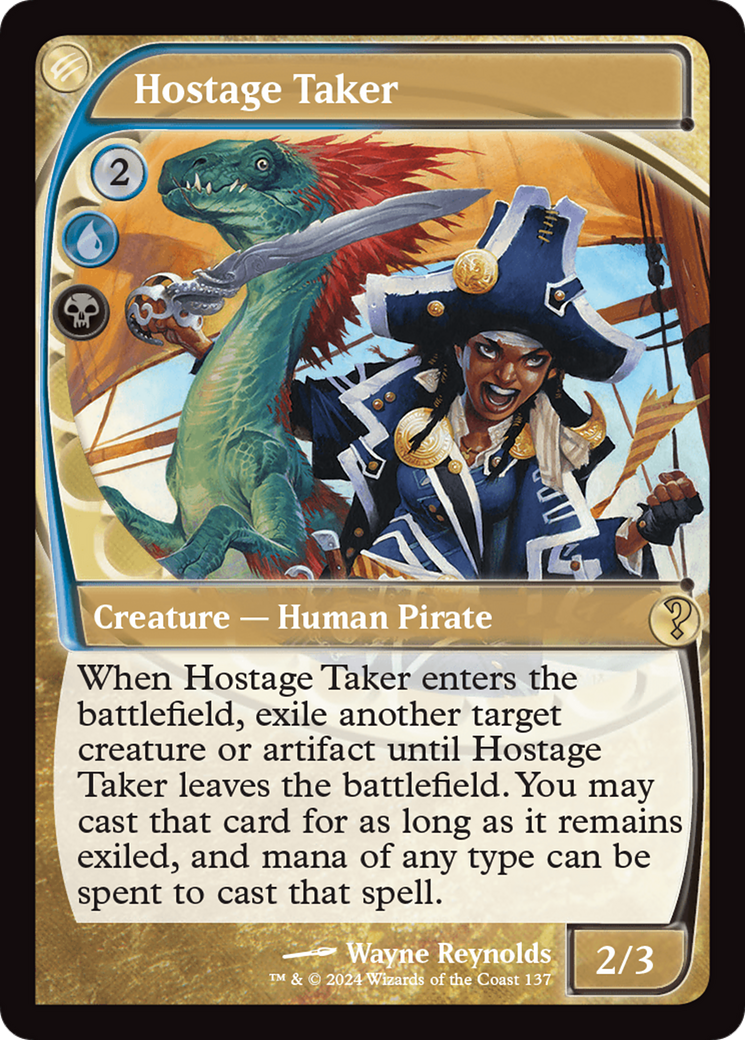 Hostage Taker
2
Creature — Human Pirate
?
When Hostage Taker enters the
battlefield, exile another target
creature or artifact until Hostage
Taker leaves the battlefield. You may
cast that card for as long as it remains
exiled, and mana of any type can be
spent to cast that spell.
Wayne Reynolds
™ & © 2024 Wizards of the Coast 137
2/3